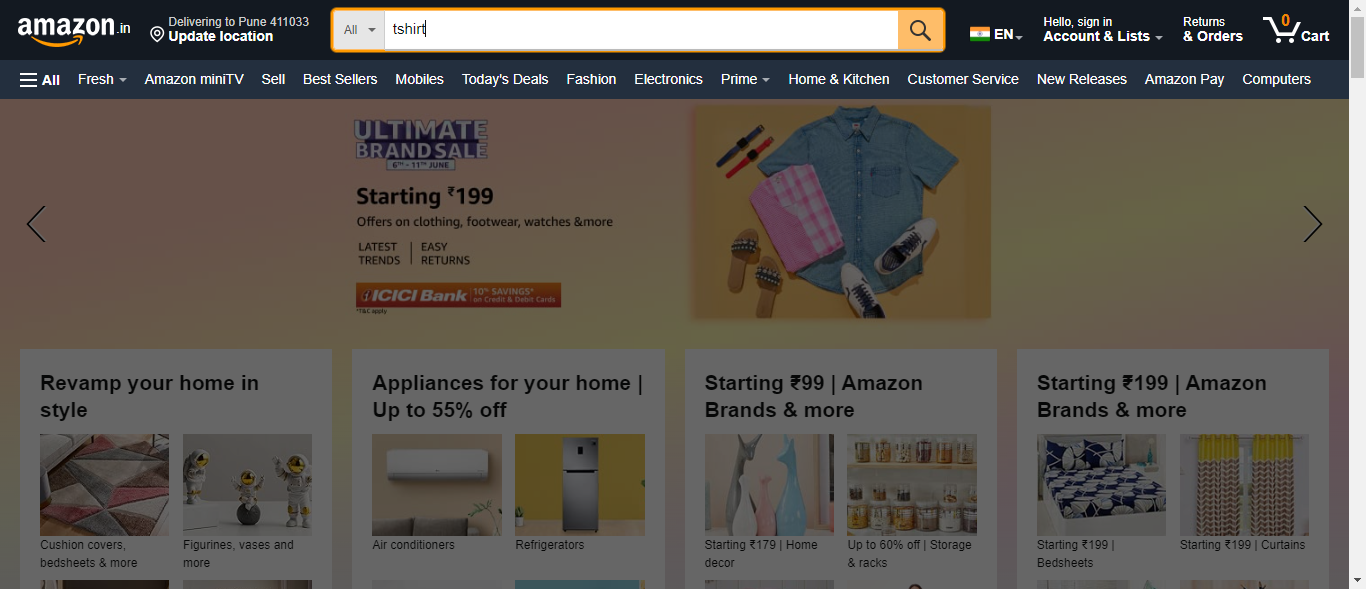 amazon.in
Delivering to Pune 411033
Update location
All
tshirt
EN
Hello, sign in
Account & Lists
Returns
& Orders
0
Cart
All
Fresh
Amazon miniTV
Sell
Best Sellers
Mobiles
Today's Deals
Fashion
Electronics
Prime
Home & Kitchen
Customer Service
New Releases
Amazon Pay
Computers
ULTIMATE
BRAND SALE
6TH - 11TH JUNE
Starting ₹199
Offers on clothing, footwear, watches &more
LATEST
TRENDS
EASY
RETURNS
ICICI Bank
10% SAVINGS*
on Credit & Debit Cards
*T&C apply
Revamp your home in
style
Cushion covers,
bedsheets & more
Figurines, vases and
more
Appliances for your home |
Up to 55% off
Air conditioners
Refrigerators
Starting ₹99 | Amazon
Brands & more
Starting ₹179 | Home
decor
Up to 60% off | Storage
& racks
Starting ₹199 | Amazon
Brands & more
Starting ₹199 |
Bedsheets
Starting ₹199 | Curtains